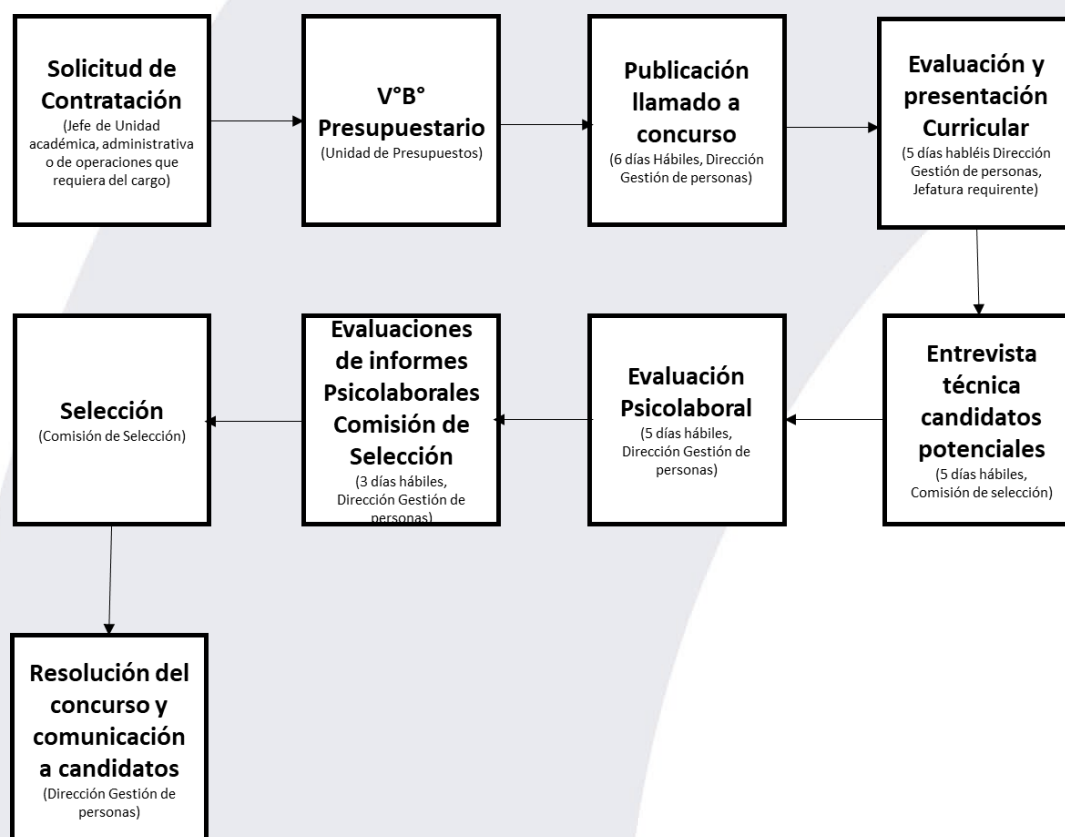 Solicitud de
Contratación
(Jefe de Unidad
académica, administrativa
o de operaciones que
requiera del cargo)
V°B°
Presupuestario
(Unidad de Presupuestos)
Publicación
llamado a
concurso
(6 días Hábiles, Dirección
Gestión de personas)
Evaluación y
presentación
Curricular
(5 días habléis Dirección
Gestión de personas,
Jefatura requirente)
Entrevista
técnica
candidatos
potenciales
(5 días hábiles,
Comisión de selección)
Evaluación
Psicolaboral
(5 días hábiles,
Dirección Gestión de
personas)
Evaluaciones
de informes
Psicolaborales
Comisión de
Selección
(3 días hábiles,
Dirección Gestión de
personas)
Selección
(Comisión de Selección)
Resolución del
concurso y
comunicación
a candidatos
(Dirección Gestión de
personas)